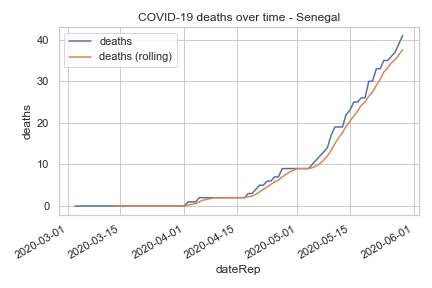 COVID-19 deaths over time - Senegal
deaths
deaths (rolling)
40
30
20
10
0
deaths
2020-03-01
2020-03-15
2020-04-01
2020-04-15
2020-05-01
2020-05-15
2020-06-01
dateRep